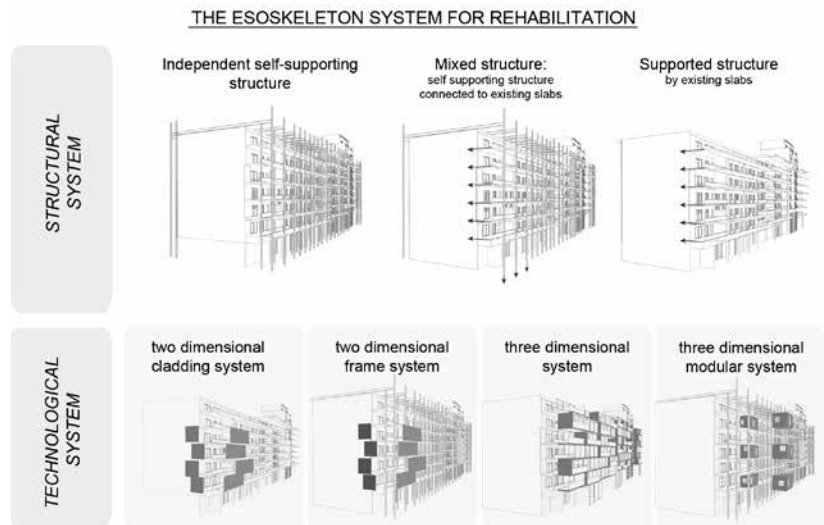 THE ESOSKELETON SYSTEM FOR REHABILITATION
STRUCTURAL
SYSTEM
Independent self-supporting
structure
Mixed structure:
self supporting structure
connected to existing slabs
Supported structure
by existing slabs
TECHNOLOGICAL
SYSTEM
two dimensional
cladding system
two dimensional
frame system
three dimensional
system
three dimensional
modular system